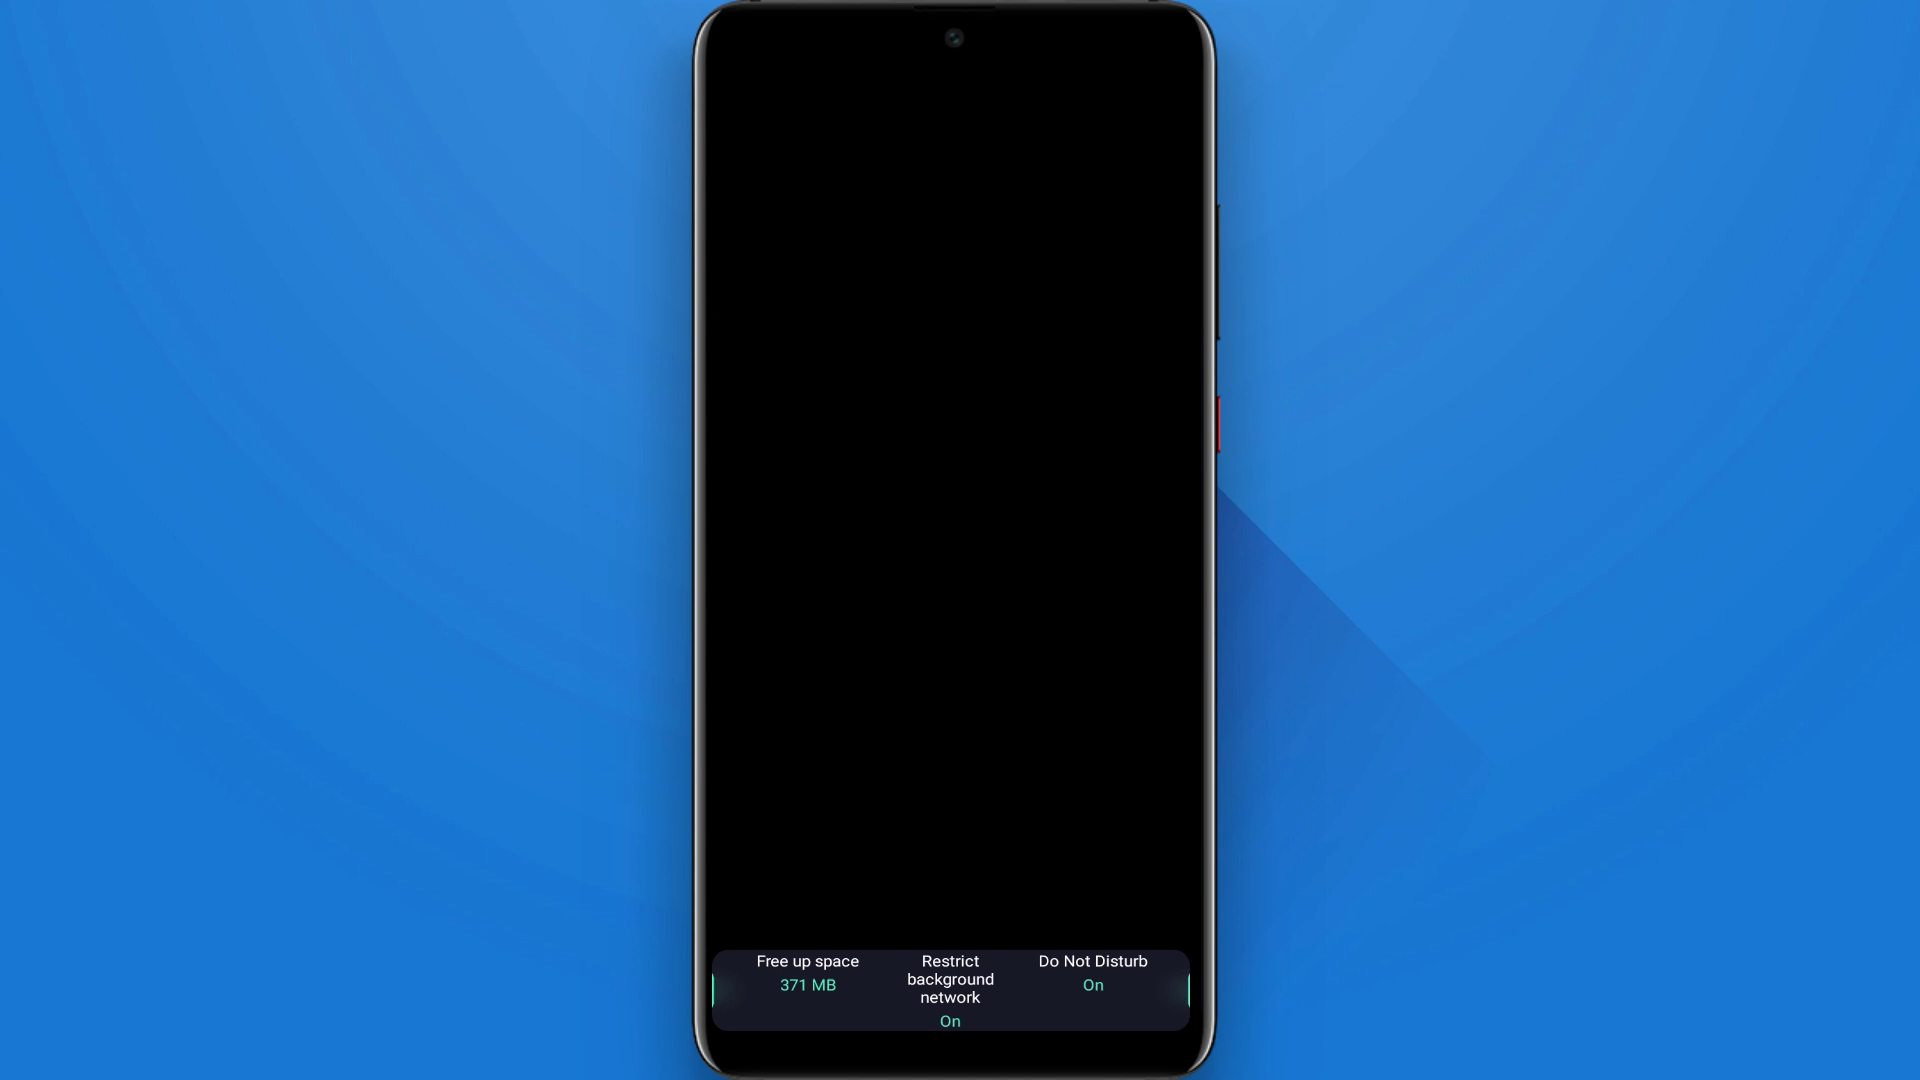 Free up space
371 MB
Restrict
background
network
On
Do Not Disturb
On